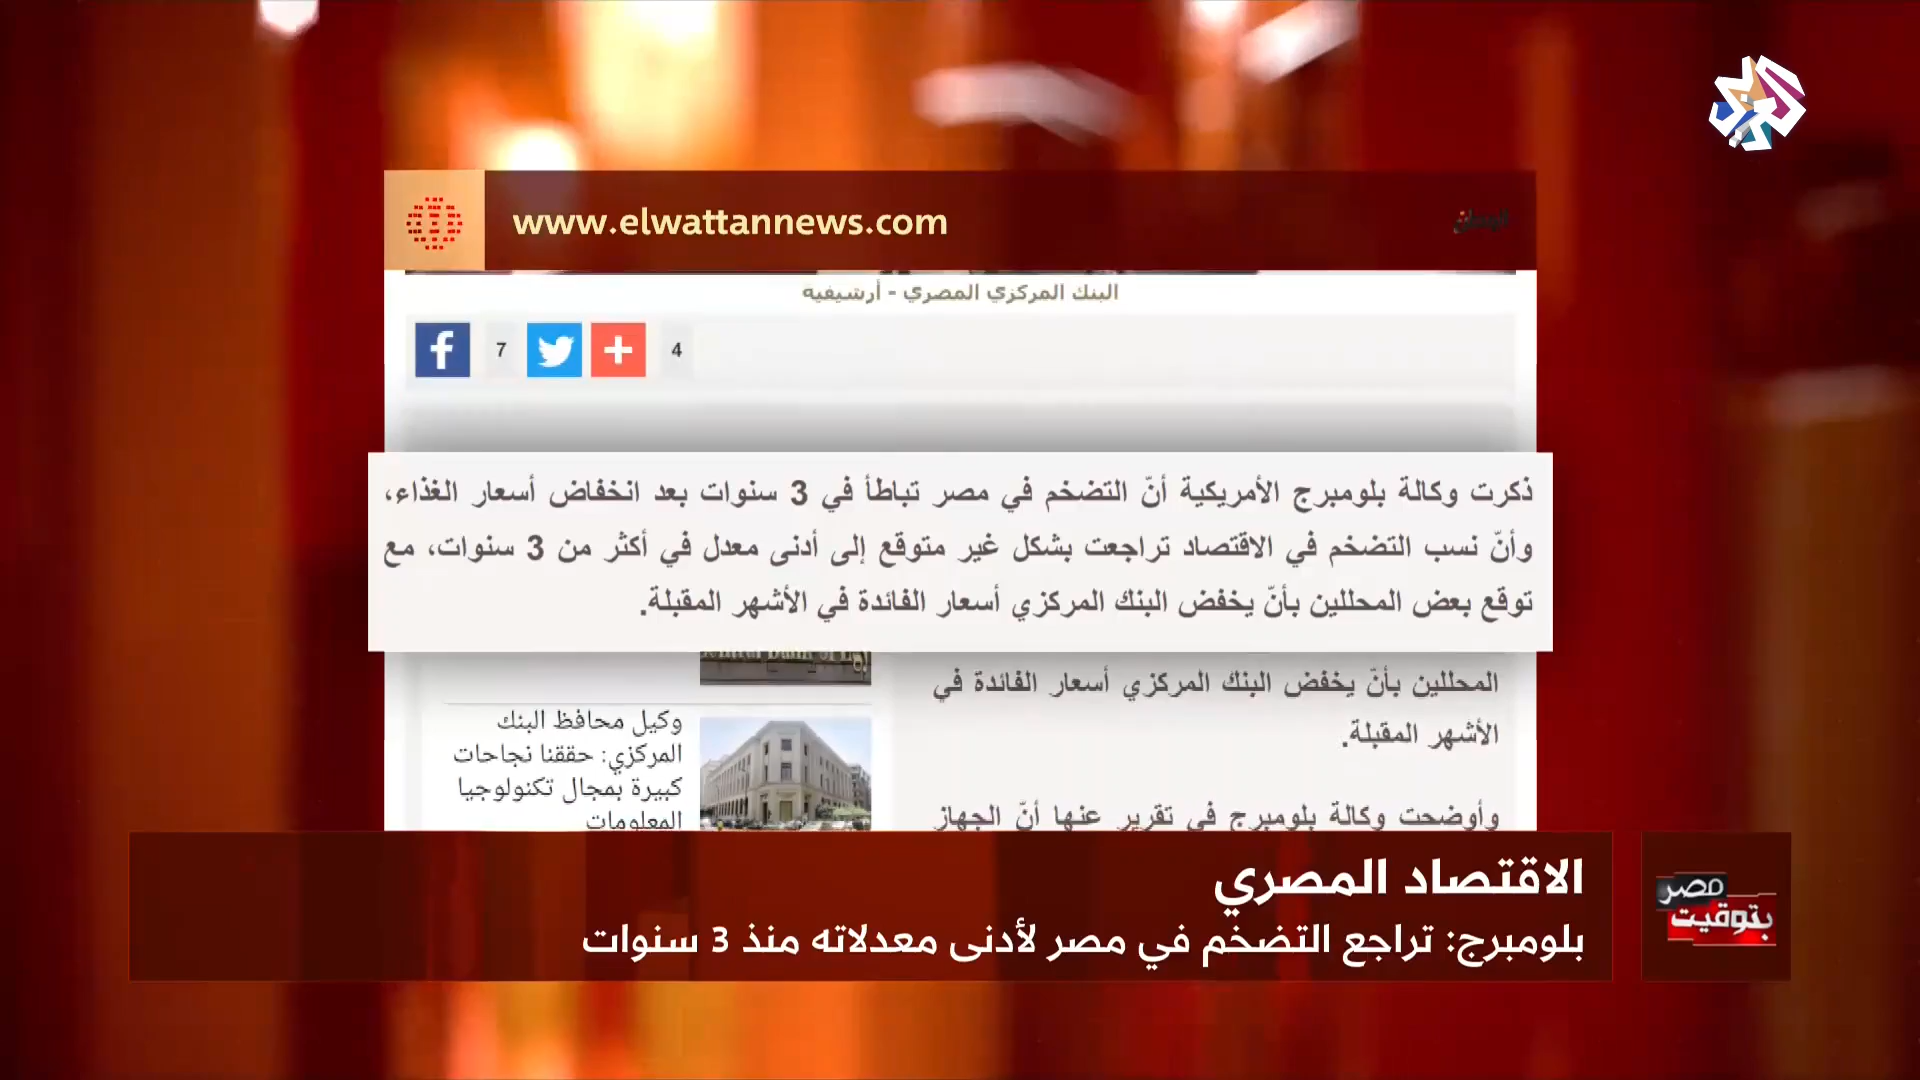 www.elwattannews.com
الوطن
البنك المركزي المصري - أرشيفية
7
4
ذكرت وكالة بلومبرج الأمريكية أنّ التضخم في مصر تباطأ في 3 سنوات بعد انخفاض أسعار الغذاء،
وأنّ نسب التضخم في الاقتصاد تراجعت بشكل غير متوقع إلى أدنى معدل في أكثر من 3 سنوات، مع
توقع بعض المحللين بأنّ يخفض البنك المركزي أسعار الفائدة في الأشهر المقبلة.
المحللين بأنّ يخفض البنك المركزي أسعار الفائدة في
الأشهر المقبلة.
وأوضحت وكالة بلومبرج في تقرير عنها أنّ الجهاز
وكيل محافظ البنك
المركزي: حققنا نجاحات
كبيرة بمجال تكنولوجيا
المعلومات
الاقتصاد المصري
بلومبرج: تراجع التضخم في مصر لأدنى معدلاته منذ 3 سنوات
مصر
بتوقيت